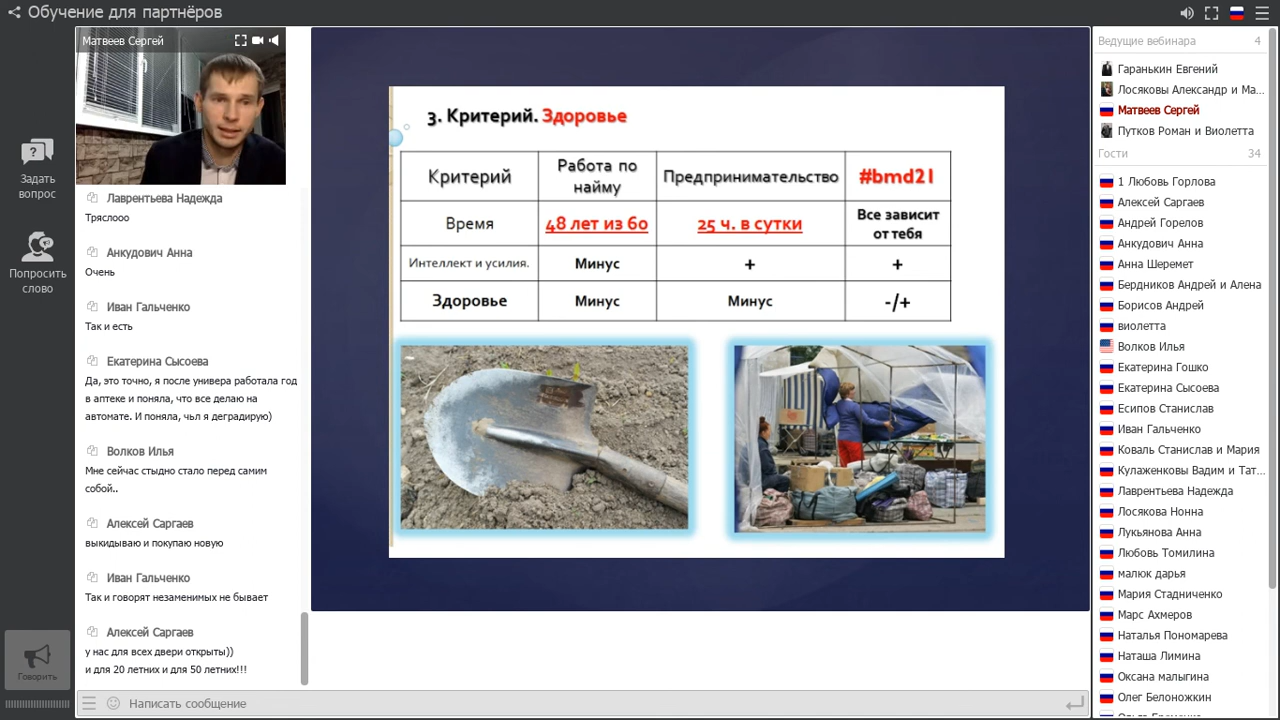 Обучение для партнёров
Матвеев Сергей
Задать
вопрос
Попросить
слово
Говорить
Лаврентьева Надежда
Тряслооо
Анкудович Анна
Очень
Иван Гальченко
Так и есть
Екатерина Сысоева
Да, это точно, я после универа работала год
в аптеке и поняла, что все делаю на
автомате. И поняла, чьл я деградирую)
Волков Илья
Мне сейчас стыдно стало перед самим
собой..
Алексей Саргаев
выкидываю и покупаю новую
Иван Гальченко
Так и говорят незаменимых не бывает
Алексей Саргаев
у нас для всех двери открыты))
и для 20 летних и для 50 летних!!!
Написать сообщение
3. Критерий. Здоровье
Критерий
Работа по
найму
Предпринимательство
#bmd21
Время
48 лет из 60
25 ч. в сутки
Все зависит
от тебя
Интеллект и усилия.
Минус
+
+
Здоровье
Минус
Минус
-/+
Ведущие вебинара 4
Гаранькин Евгений
Лосяковы Александр и Ма...
Матвеев Сергей
Путков Роман и Виолетта
Гости 34
1 Любовь Горлова
Алексей Саргаев
Андрей Горелов
Анкудович Анна
Анна Шеремет
Бердников Андрей и Алена
Борисов Андрей
виолетта
Волков Илья
Екатерина Гошко
Екатерина Сысоева
Есипов Станислав
Иван Гальченко
Коваль Станислав и Мария
Кулаженковы Вадим и Тат...
Лаврентьева Надежда
Лосякова Нонна
Лукьянова Анна
Любовь Томилина
малюк дарья
Мария Стадниченко
Марс Ахмеров
Наталья Пономарева
Наташа Лимина
Оксана малыгина
Олег Белоножкин